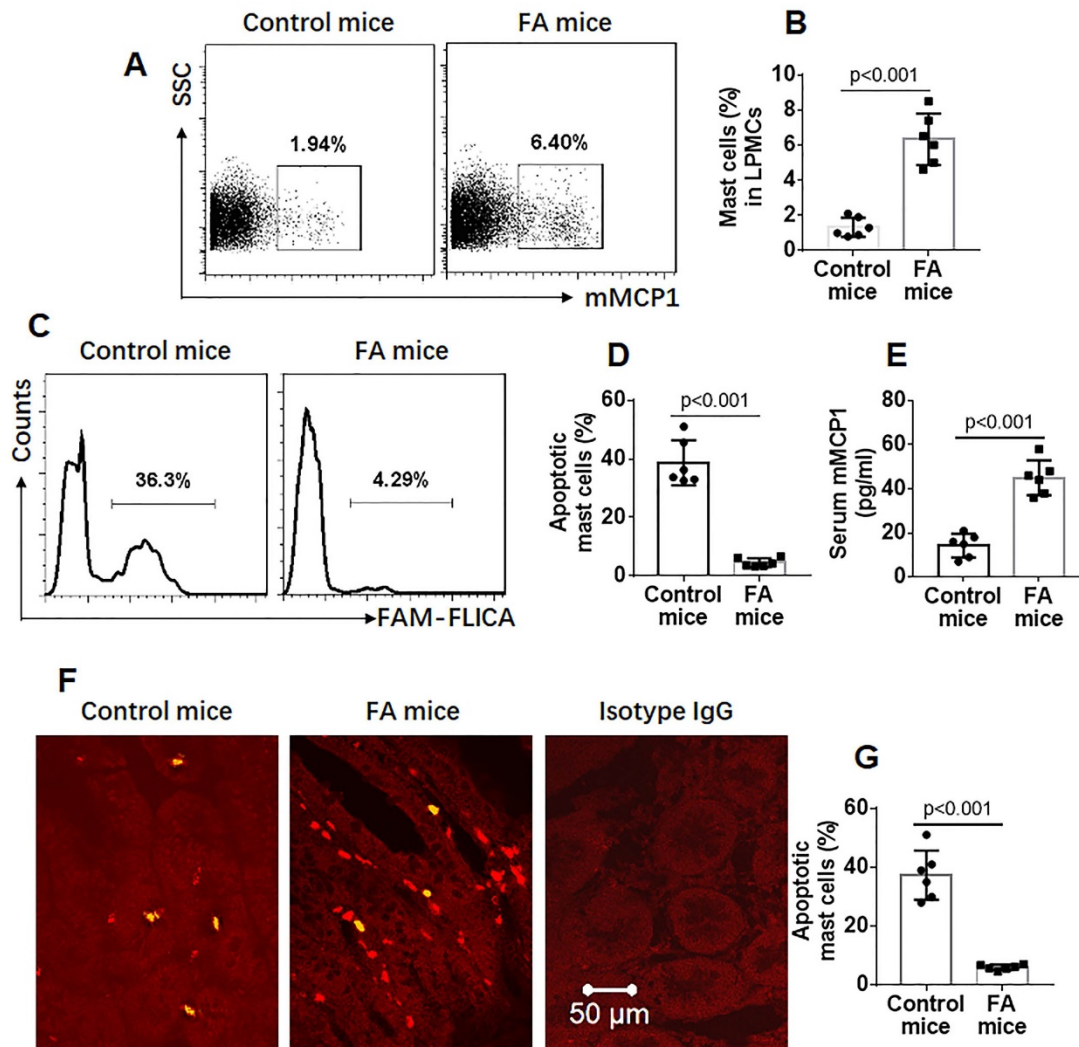 Control mice
FA mice
A
SSC
1.94%
6.40%
mMCP1
B
p<0.001
Mast cells (%)
in LPMCs
10
8
6
4
2
0
Control
mice
FA
mice
C
Control mice
FA mice
Counts
36.3%
4.29%
FAM-FLICA
D
p<0.001
Apoptotic
mast cells (%)
60
40
20
0
Control
mice
FA
mice
E
p<0.001
Serum mMCP1
(pg/ml)
80
60
40
20
0
Control
mice
FA
mice
F
Control mice
FA mice
Isotype IgG
50 µm
G
p<0.001
Apoptotic
mast cells (%)
60
40
20
0
Control
mice
FA
mice